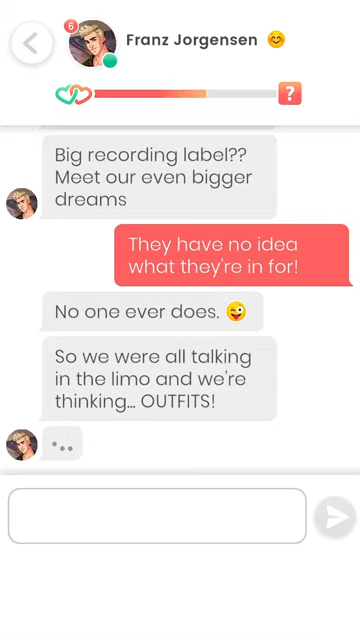 6
Franz Jorgensen 😊
?
Big recording label??
Meet our even bigger
dreams
They have no idea
what they're in for!
No one ever does. 😜
So we were all talking
in the limo and we're
thinking... OUTFITS!